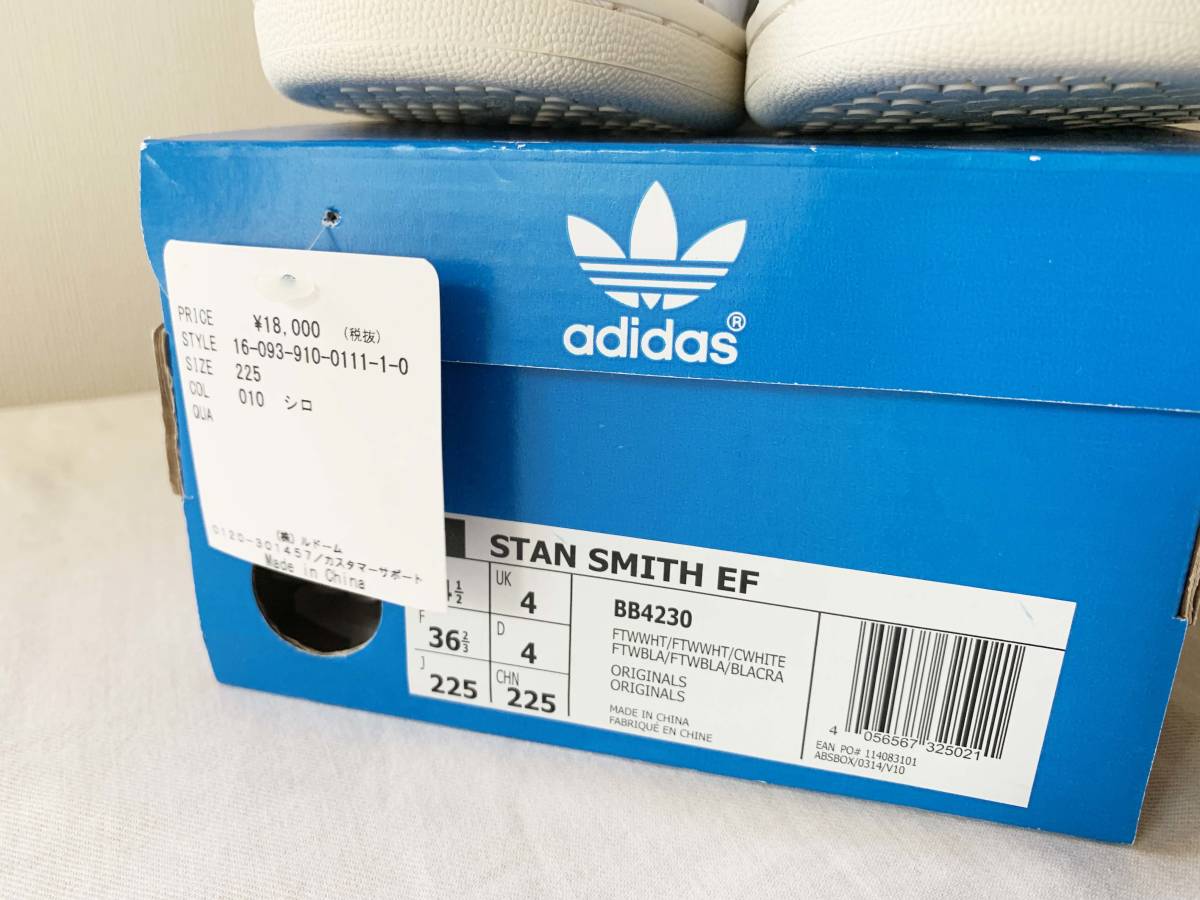 adidas®
PRICE ¥18,000 (税抜)
STYLE 16-093-910-0111-1-0
SIZE 225
COL 010 シロ
QUA
(株)ルドーム
0120-301457/カスタマーサポート
Made in China
STAN SMITH EF
4½
UK
4
F
36⅔
D
4
J
225
CHN
225
BB4230
FTWWHT/FTWWHT/CWHITE
FTWBLA/FTWBLA/BLACRA
ORIGINALS
ORIGINALS
MADE IN CHINA
FABRIQUÉ EN CHINE
4 056567 325021
EAN PO# 114083101
ABSBOX/0314/V10